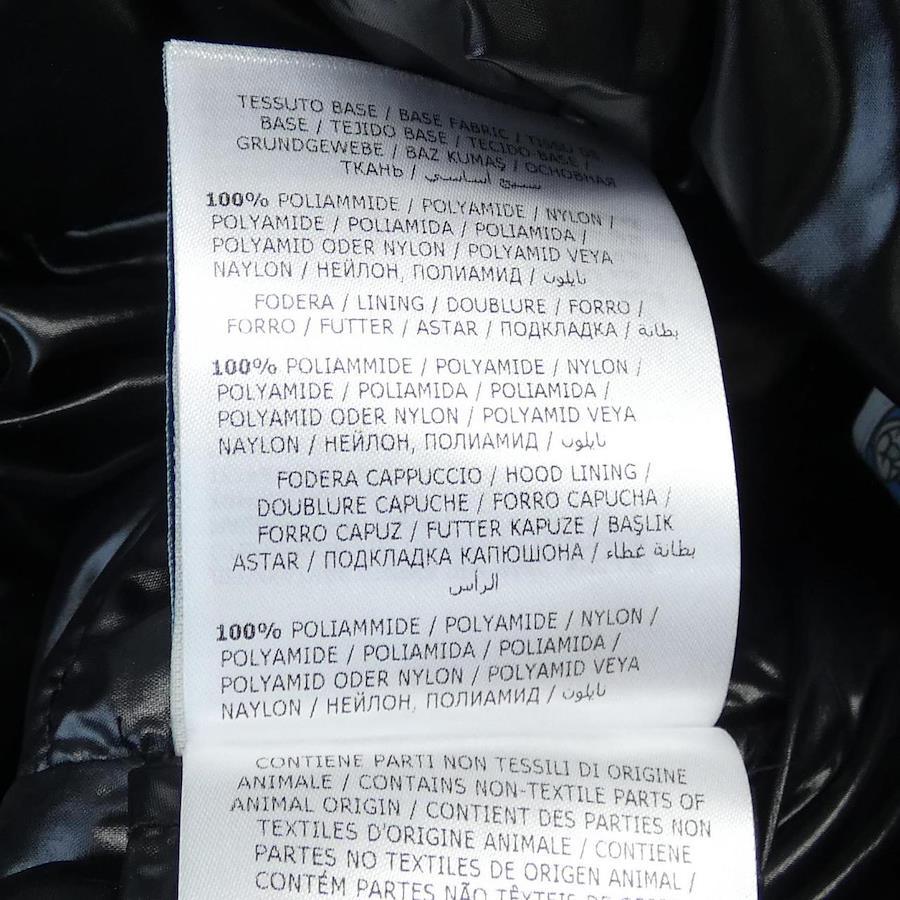 TESSUTO BASE / BASE FABRIC / TISSU DE
BASE / TEJIDO BASE / TECIDO BASE /
GRUNDGEWEBE / BAZ KUMAŞ / ОСНОВНАЯ
ТКАНЬ / نسيج أساسي
100% POLIAMMIDE / POLYAMIDE / NYLON /
POLYAMIDE / POLIAMIDA / POLIAMIDA /
POLYAMID ODER NYLON / POLYAMID VEYA
NAYLON / НЕЙЛОН, ПОЛИАМИД / نايلون
FODERA / LINING / DOUBLURE / FORRO /
FORRO / FUTTER / ASTAR / ПОДКЛАДКА / بطانة
100% POLIAMMIDE / POLYAMIDE / NYLON /
POLYAMIDE / POLIAMIDA / POLIAMIDA /
POLYAMID ODER NYLON / POLYAMID VEYA
NAYLON / НЕЙЛОН, ПОЛИАМИД / نايلون
FODERA CAPPUCCIO / HOOD LINING /
DOUBLURE CAPUCHE / FORRO CAPUCHA /
FORRO CAPUZ / FUTTER KAPUZE / BAŞLIK
ASTAR / ПОДКЛАДКА КАПЮШОНА / بطانة غطاء
الرأس
100% POLIAMMIDE / POLYAMIDE / NYLON /
POLYAMIDE / POLIAMIDA / POLIAMIDA /
POLYAMID ODER NYLON / POLYAMID VEYA
NAYLON / НЕЙЛОН, ПОЛИАМИД / نايلون
CONTIENE PARTI NON TESSILI DI ORIGINE
ANIMALE / CONTAINS NON-TEXTILE PARTS OF
ANIMAL ORIGIN / CONTIENT DES PARTIES NON
TEXTILES D'ORIGINE ANIMALE / CONTIENE
PARTES NO TEXTILES DE ORIGEN ANIMAL /
CONTÉM PARTES NÃO TÊXTEIS DE